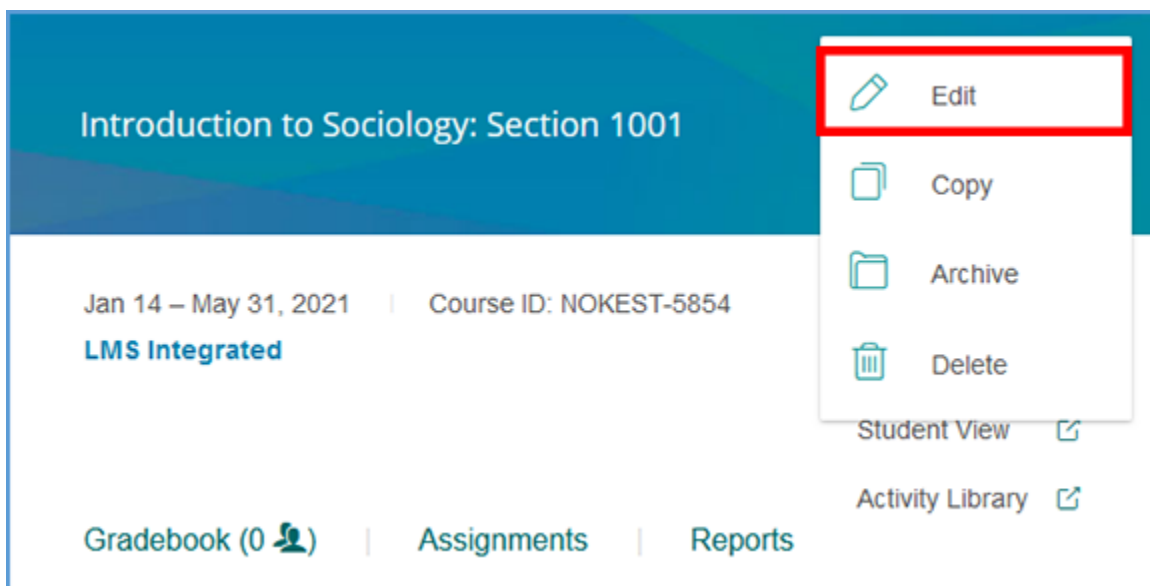 Introduction to Sociology: Section 1001
Edit
Copy
Archive
Delete
Jan 14 – May 31, 2021
Course ID: NOKEST-5854
LMS Integrated
Student View
Activity Library
Gradebook (0 )
Assignments
Reports